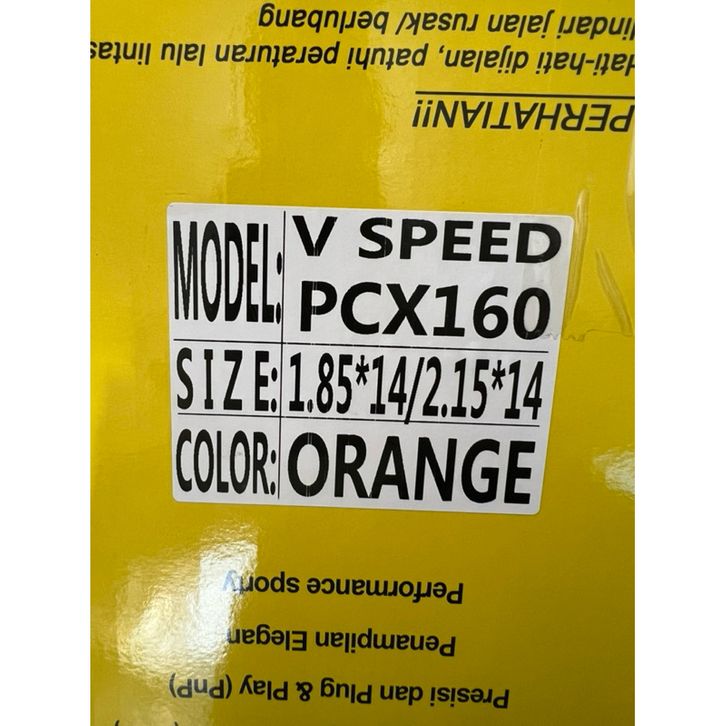 MODEL: V SPEED
PCX160
SIZE: 1.85*14/2.15*14
COLOR: ORANGE
Presisi dan Plug & Play (PnP)
Penampilan Elegan
Performance sporty
PERHATIAN!!
Hati-hati dijalan, patuhi peraturan lalu lintas
jalan rusak/ berlubang